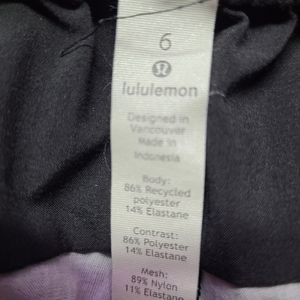 6
lululemon
Designed in
Vancouver
Made in
Indonesia
Body:
86% Recycled
polyester
14% Elastane
Contrast:
86% Polyester
14% Elastane
Mesh:
89% Nylon
11% Elastane